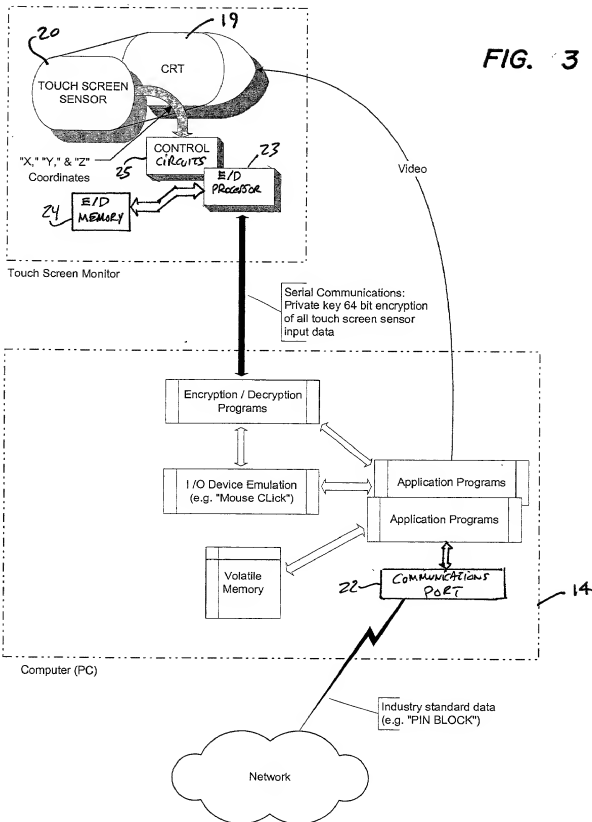 FIG. 3
20
19
CRT
TOUCH SCREEN
SENSOR
"X," "Y," & "Z"
Coordinates
CONTROL
CIRCUITS
25
23
E/D
PROCESSOR
E/D
MEMORY
24
Video
Touch Screen Monitor
Serial Communications:
Private key 64 bit encryption
of all touch screen sensor
input data
Encryption / Decryption
Programs
I /O Device Emulation
(e.g. "Mouse CLick")
Application Programs
Application Programs
Volatile
Memory
22
COMMUNICATIONS
PORT
14
Computer (PC)
Industry standard data
(e.g. "PIN BLOCK")
Network